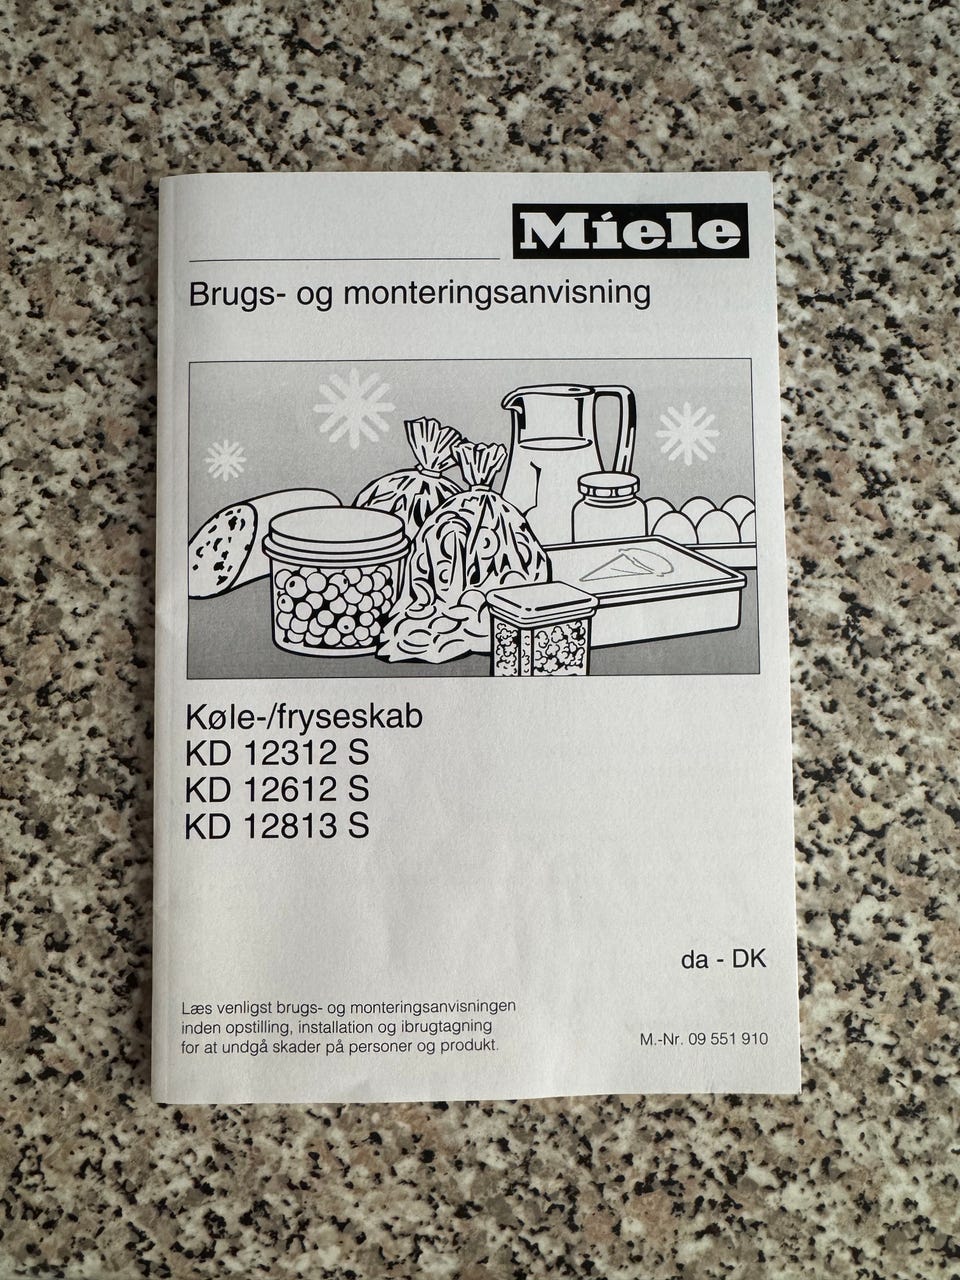 Miele
Brugs- og monteringsanvisning
Køle-/fryseskab
KD 12312 S
KD 12612 S
KD 12813 S
da - DK
Læs venligst brugs- og monteringsanvisningen
inden opstilling, installation og ibrugtagning
for at undgå skader på personer og produkt.
M.-Nr. 09 551 910